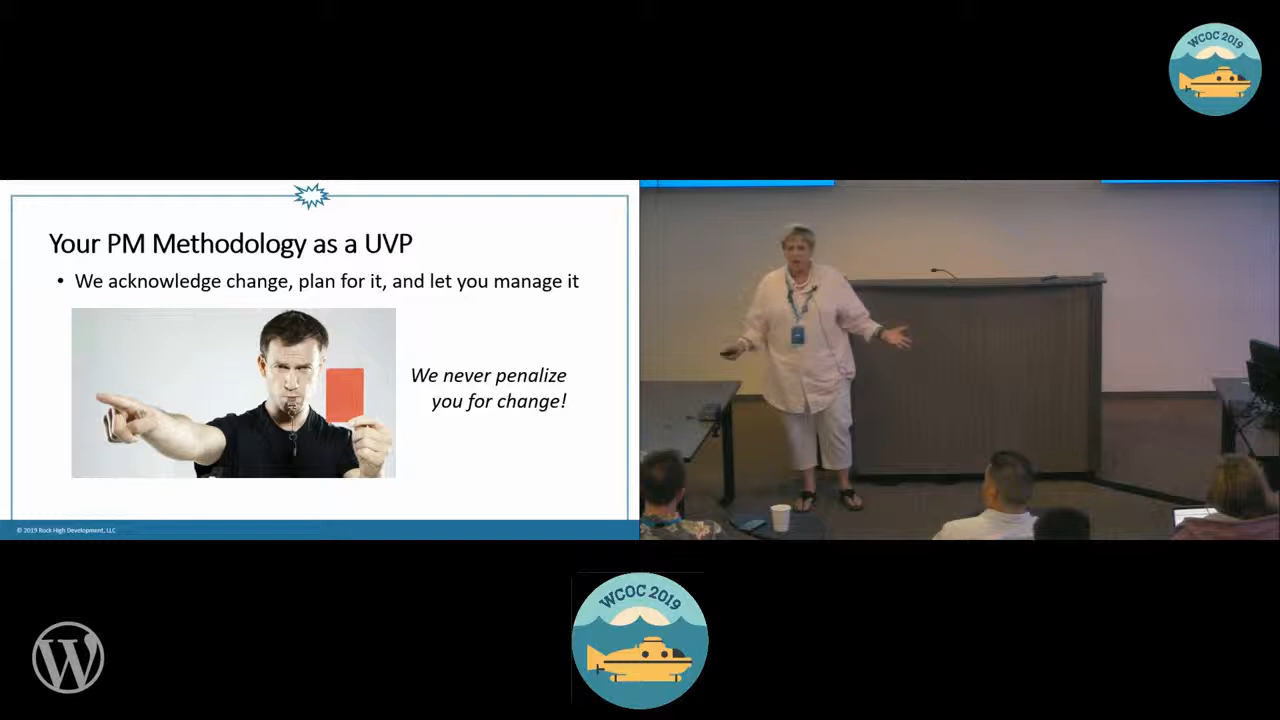 WCOC 2019
Your PM Methodology as a UVP
• We acknowledge change, plan for it, and let you manage it
We never penalize
you for change!
© 2019 Rock High Development, LLC
WCOC 2019